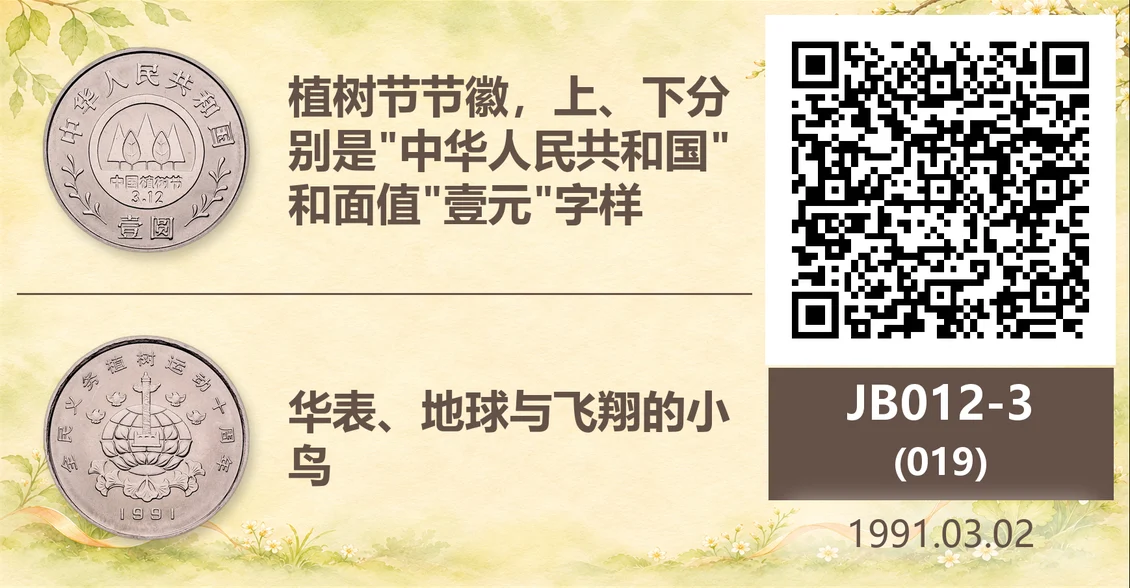 中华人民共和国
中国植树节
3.12
壹圆
植树节节徽，上、下分
别是"中华人民共和国"
和面值"壹元"字样
全民义务植树运动十周年
1991
华表、地球与飞翔的小
鸟
JB012-3
(019)
1991.03.02